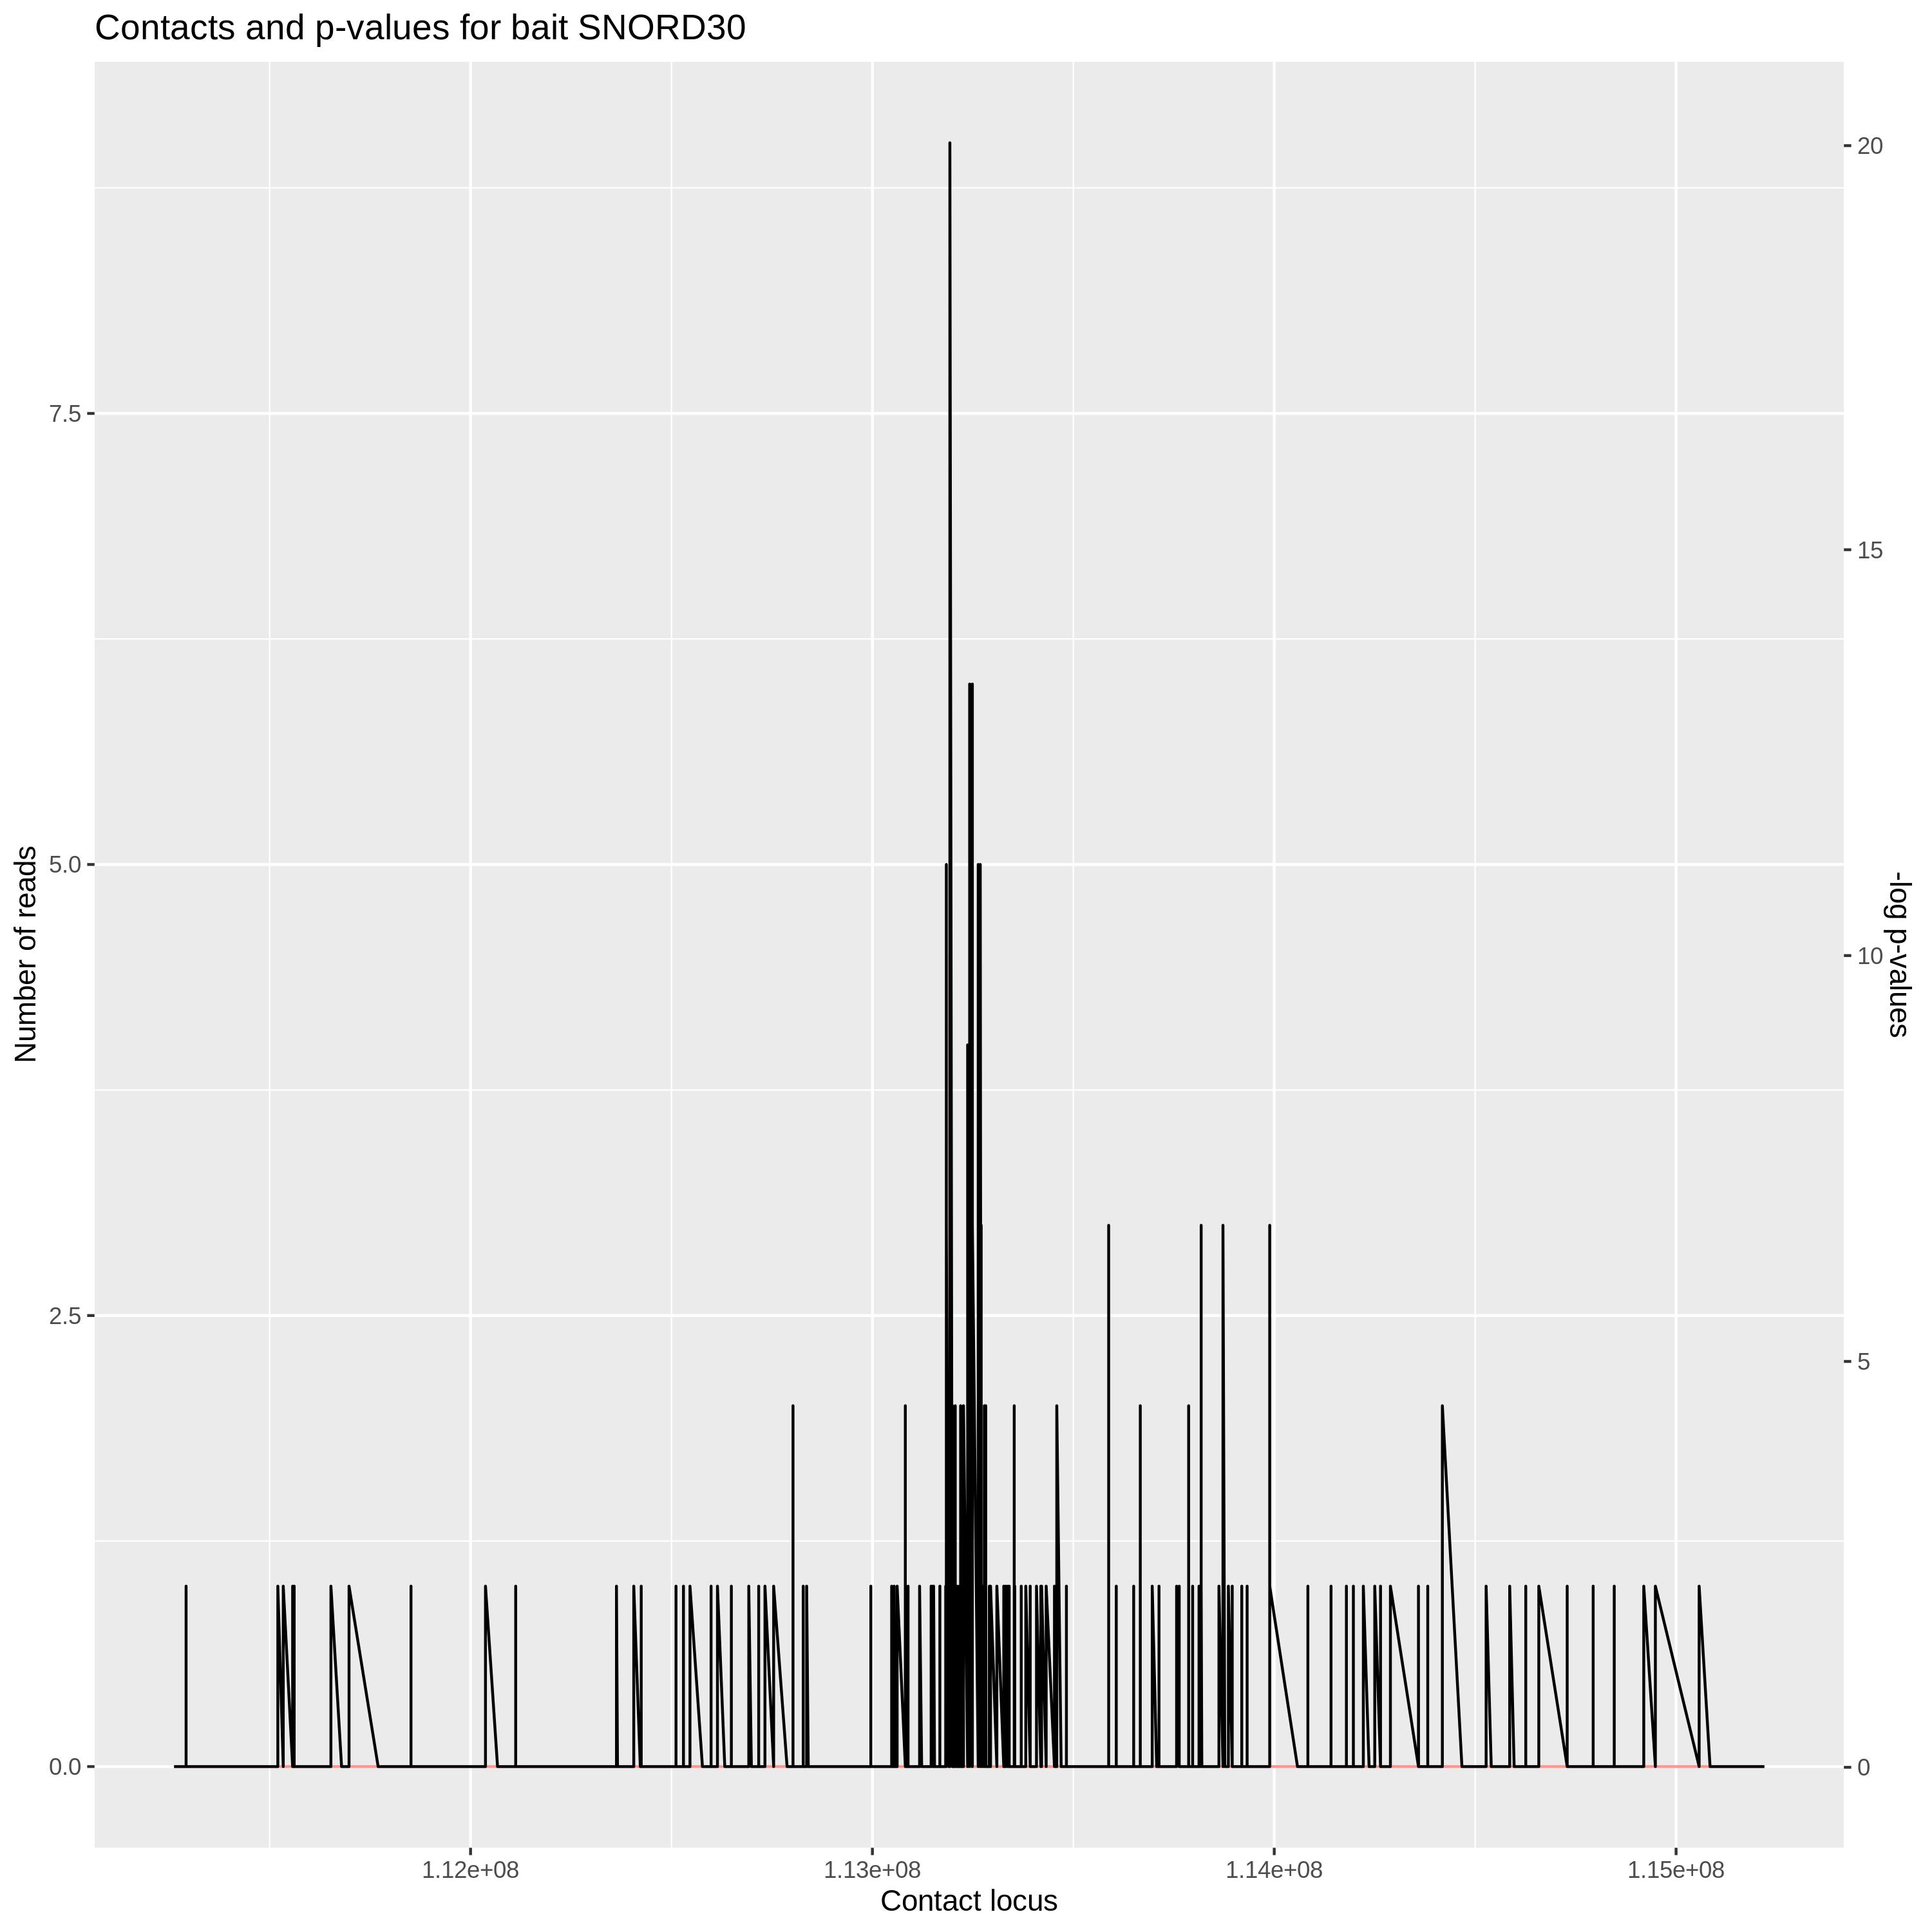 Contacts and p-values for bait SNORD30
Number of reads
7.5
5.0
2.5
0.0
20
15
10
5
0
-log p-values
1.12e+08
1.13e+08
1.14e+08
1.15e+08
Contact locus